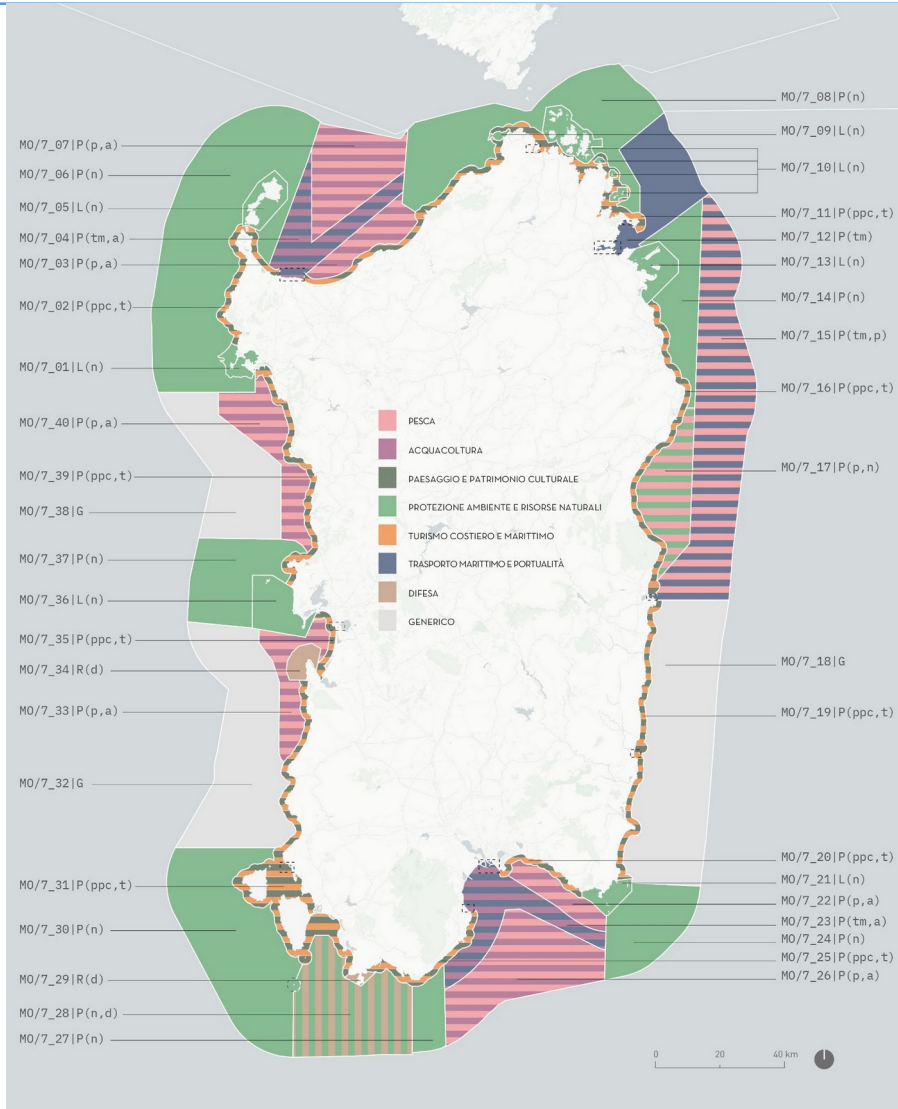 MO/7_07|P(p,a)
MO/7_06|P(n)
MO/7_05|L(n)
MO/7_04|P(tm,a)
MO/7_03|P(p,a)
MO/7_02|P(ppc,t)
MO/7_01|L(n)
MO/7_40|P(p,a)
MO/7_39|P(ppc,t)
MO/7_38|G
MO/7_37|P(n)
MO/7_36|L(n)
MO/7_35|P(ppc,t)
MO/7_34|R(d)
MO/7_33|P(p,a)
MO/7_32|G
MO/7_31|P(ppc,t)
MO/7_30|P(n)
MO/7_29|R(d)
MO/7_28|P(n,d)
MO/7_27|P(n)
PESCA
ACQUACOLTURA
PAESAGGIO E PATRIMONIO CULTURALE
PROTEZIONE AMBIENTE E RISORSE NATURALI
TURISMO COSTIERO E MARITTIMO
TRASPORTO MARITTIMO E PORTUALITÀ
DIFESA
GENERICO
MO/7_08|P(n)
MO/7_09|L(n)
MO/7_10|L(n)
MO/7_11|P(ppc,t)
MO/7_12|P(tm)
MO/7_13|L(n)
MO/7_14|P(n)
MO/7_15|P(tm,p)
MO/7_16|P(ppc,t)
MO/7_17|P(p,n)
MO/7_18|G
MO/7_19|P(ppc,t)
MO/7_20|P(ppc,t)
MO/7_21|L(n)
MO/7_22|P(p,a)
MO/7_23|P(tm,a)
MO/7_24|P(n)
MO/7_25|P(ppc,t)
MO/7_26|P(p,a)
0 20 40 km